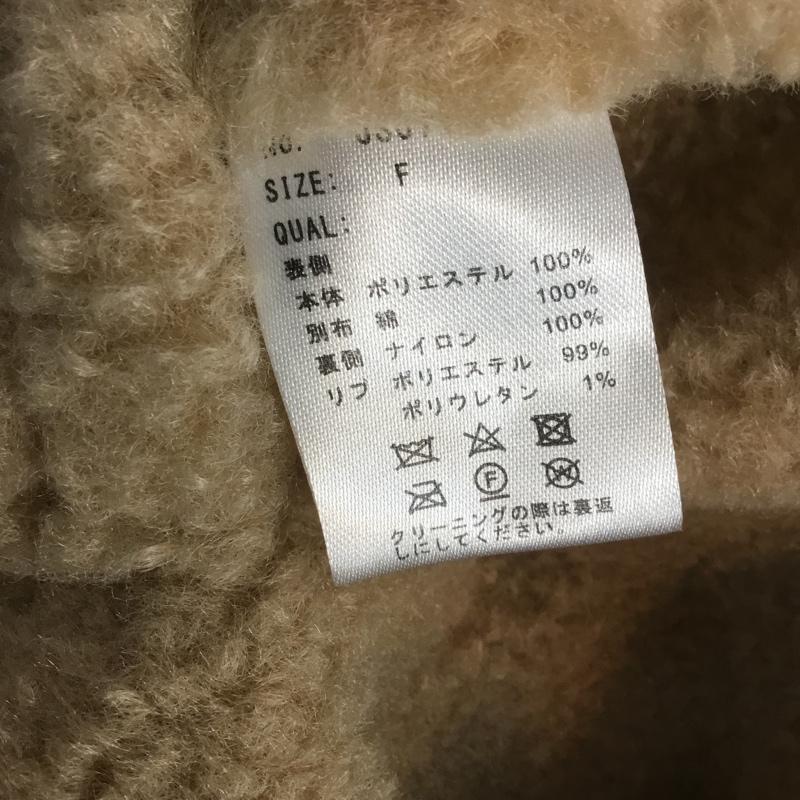 SIZE: F
QUAL:
表側
本体 ポリエステル 100%
別布 綿 100%
裏側 ナイロン 100%
リブ ポリエステル 99%
ポリウレタン 1%
F
W
クリーニングの際は裏返
しにしてください。